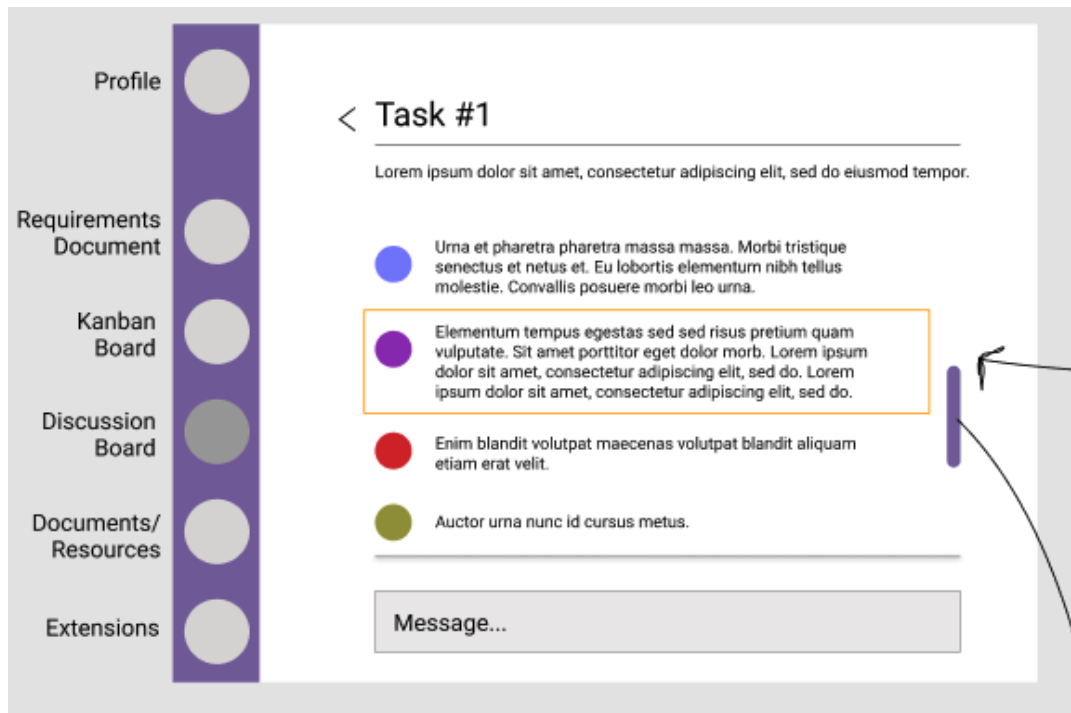 Profile
Requirements
Document
Kanban
Board
Discussion
Board
Documents/
Resources
Extensions
< Task #1
Lorem ipsum dolor sit amet, consectetur adipiscing elit, sed do eiusmod tempor.
Urna et pharetra pharetra massa massa. Morbi tristique
senectus et netus et. Eu lobortis elementum nibh tellus
molestie. Convallis posuere morbi leo urna.
Elementum tempus egestas sed sed risus pretium quam
vulputate. Sit amet porttitor eget dolor morb. Lorem ipsum
dolor sit amet, consectetur adipiscing elit, sed do. Lorem
ipsum dolor sit amet, consectetur adipiscing elit, sed do.
Enim blandit volutpat maecenas volutpat blandit aliquam
etiam erat velit.
Auctor urna nunc id cursus metus.
Message...